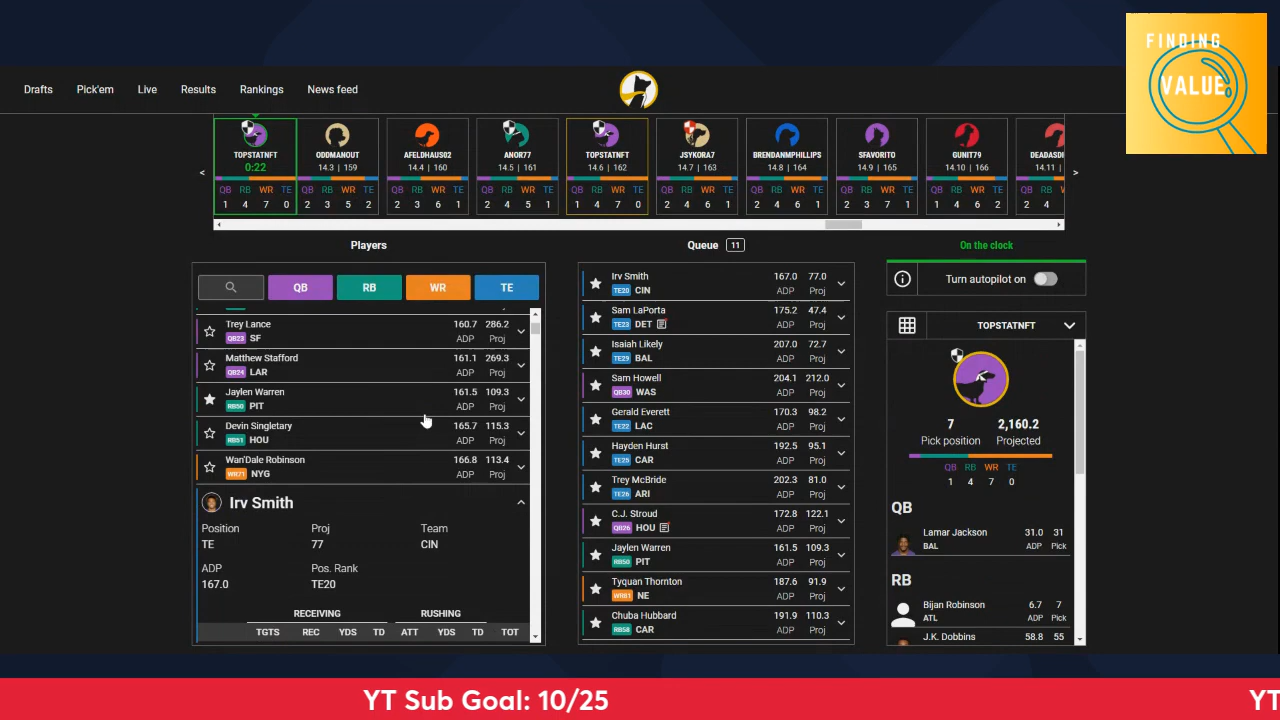 FINDING
VALUE
Drafts Pick'em Live Results Rankings News feed
TOPSTATNFT
0:22
QB RB WR TE
1 4 7 0
ODDMANOUT
14.3 | 159
QB RB WR TE
2 3 5 2
AFELDHAUS02
14.4 | 160
QB RB WR TE
2 3 6 1
ANOR77
14.5 | 161
QB RB WR TE
2 4 5 1
TOPSTATNFT
14.6 | 162
QB RB WR TE
1 4 7 0
JSYKORA7
14.7 | 163
QB RB WR TE
2 4 6 1
BRENDANMPHILLIPS
14.8 | 164
QB RB WR TE
2 4 6 1
SFAVORITO
14.9 | 165
QB RB WR TE
2 3 7 1
GUNIT79
14.10 | 166
QB RB WR TE
1 4 6 2
DEADASDI
14.11 |
QB RB
2 4
< >
Players
QB RB WR TE
Trey Lance 160.7 286.2
QB23 SF ADP Proj
Matthew Stafford 161.1 269.3
QB24 LAR ADP Proj
Jaylen Warren 161.5 109.3
RB50 PIT ADP Proj
Devin Singletary 165.7 115.3
RB51 HOU ADP Proj
Wan'Dale Robinson 166.8 113.4
WR71 NYG ADP Proj
Irv Smith
Position Proj Team
TE 77 CIN
ADP Pos. Rank
167.0 TE20
RECEIVING RUSHING
TGTS REC YDS TD ATT YDS TD TOT
Queue 11
Irv Smith 167.0 77.0
TE20 CIN ADP Proj
Sam LaPorta 175.2 47.4
TE23 DET ADP Proj
Isaiah Likely 207.0 72.7
TE29 BAL ADP Proj
Sam Howell 204.1 212.0
QB30 WAS ADP Proj
Gerald Everett 170.3 98.2
TE22 LAC ADP Proj
Hayden Hurst 192.5 95.1
TE25 CAR ADP Proj
Trey McBride 202.3 81.0
TE26 ARI ADP Proj
C.J. Stroud 172.8 122.1
QB26 HOU ADP Proj
Jaylen Warren 161.5 109.3
RB50 PIT ADP Proj
Tyquan Thornton 187.6 91.9
WR81 NE ADP Proj
Chuba Hubbard 191.9 110.3
RB58 CAR ADP Proj
On the clock
Turn autopilot on
TOPSTATNFT
7 2,160.2
Pick position Projected
QB RB WR TE
1 4 7 0
QB
Lamar Jackson 31.0 31
BAL ADP Pick
RB
Bijan Robinson 6.7 7
ATL ADP Pick
J.K. Dobbins 58.8 55
YT Sub Goal: 10/25
YT